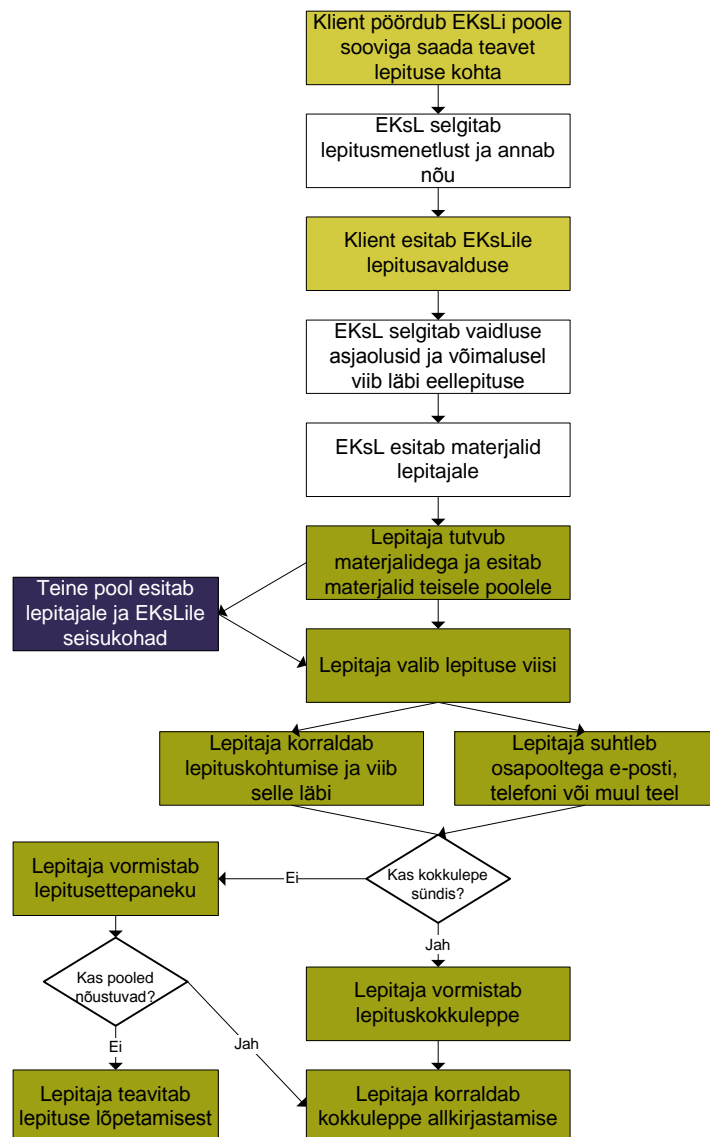 Klient pöördub EKsLi poole
sooviga saada teavet
lepituse kohta
EKsL selgitab
lepitusmenetlust ja annab
nõu
Klient esitab EKsLile
lepitusavalduse
EKsL selgitab vaidluse
asjaolusid ja võimalusel
viib läbi eellepituse
EKsL esitab materjalid
lepitajale
Lepitaja tutvub
materjalidega ja esitab
materjalid teisele poolele
Teine pool esitab
lepitajale ja EKsLile
seisukohad
Lepitaja valib lepituse viisi
Lepitaja korraldab
lepituskohtumise ja viib
selle läbi
Lepitaja suhtleb
osapooltega e-posti,
telefoni või muul teel
Kas kokkulepe
sündis?
Ei
Lepitaja vormistab
lepitusettepaneku
Jah
Kas pooled
nõustuvad?
Lepitaja vormistab
lepituskokkuleppe
Ei
Jah
Lepitaja teavitab
lepituse lõpetamisest
Lepitaja korraldab
kokkuleppe allkirjastamise